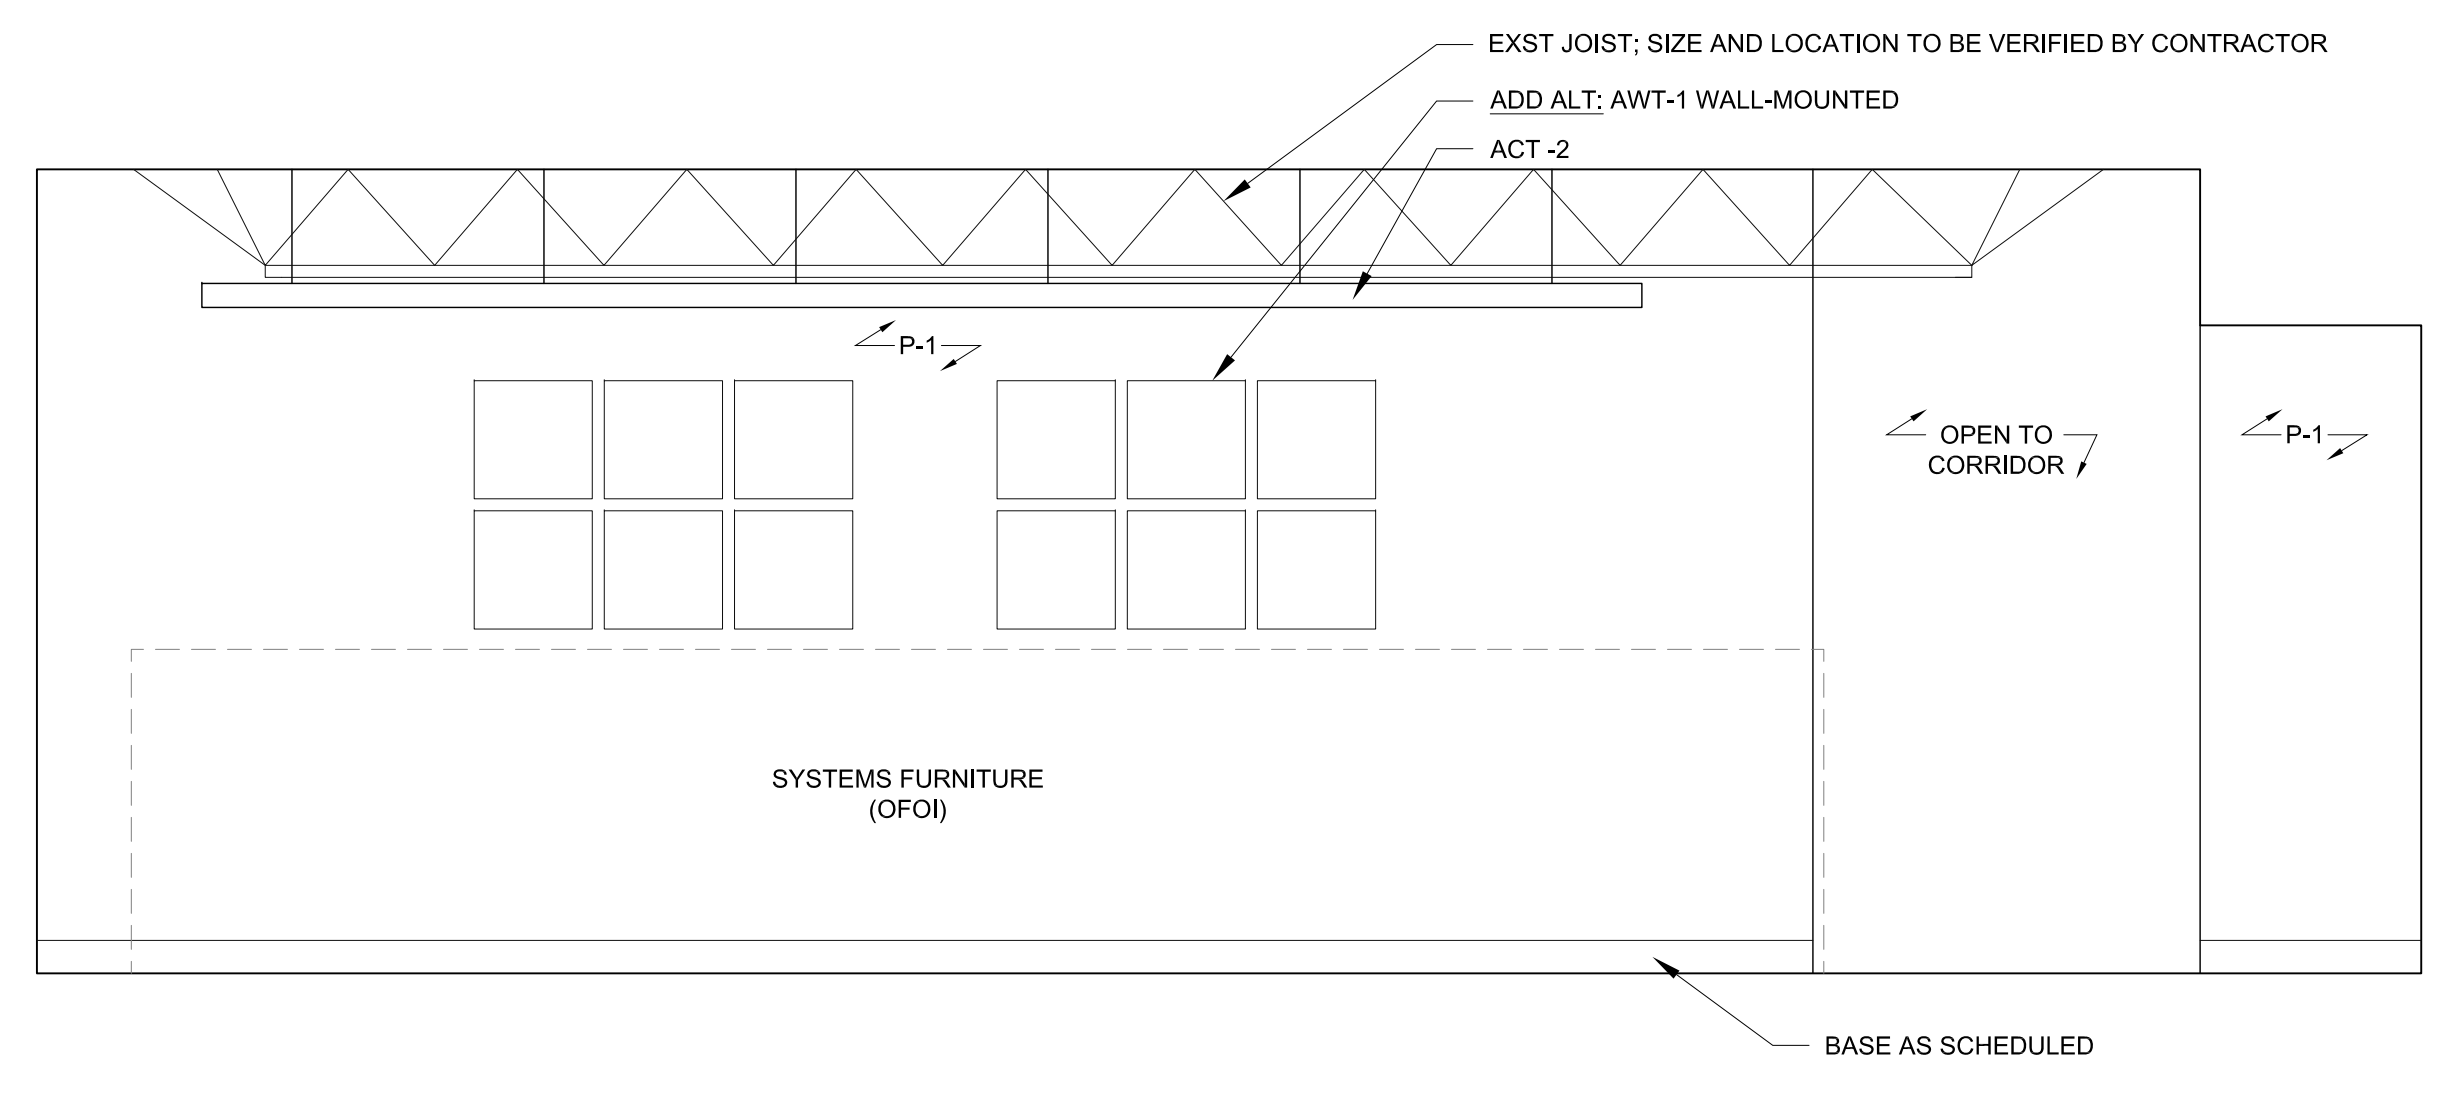 EXST JOIST; SIZE AND LOCATION TO BE VERIFIED BY CONTRACTOR
ADD ALT: AWT-1 WALL-MOUNTED
ACT -2
P-1
OPEN TO
CORRIDOR
P-1
SYSTEMS FURNITURE
(OFOI)
BASE AS SCHEDULED